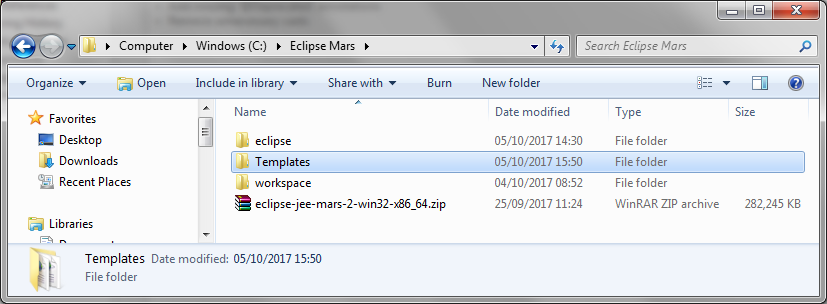 Computer ▸ Windows (C:) ▸ Eclipse Mars ▸
Search Eclipse Mars
Organize Open Include in library Share with Burn New folder
Name Date modified Type Size
Favorites
Desktop
Downloads
Recent Places
Libraries
eclipse 05/10/2017 14:30 File folder
Templates 05/10/2017 15:50 File folder
workspace 04/10/2017 08:52 File folder
eclipse-jee-mars-2-win32-x86_64.zip 25/09/2017 11:24 WinRAR ZIP archive 282,245 KB
Templates Date modified: 05/10/2017 15:50
File folder